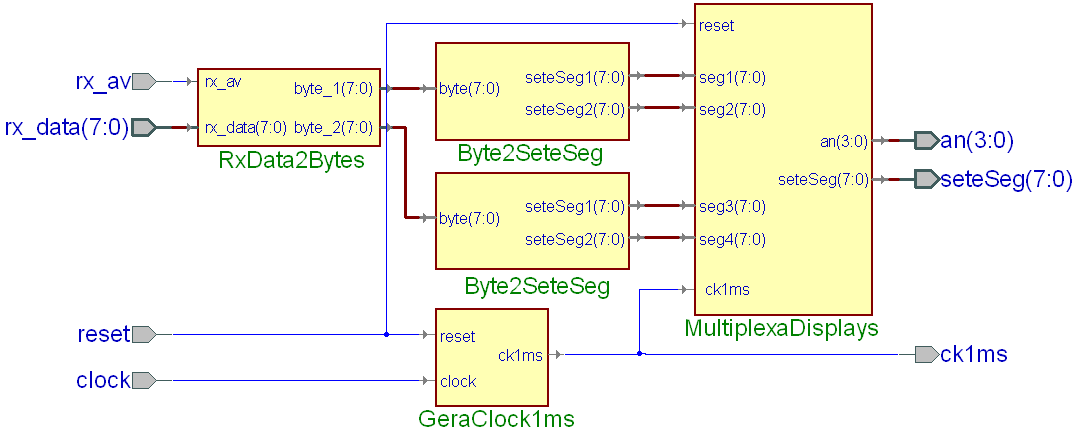 reset
rx_av
rx_av
byte_1(7:0)
byte(7:0)
seteSeg1(7:0)
seg1(7:0)
seteSeg2(7:0)
seg2(7:0)
rx_data(7:0)
rx_data(7:0)
byte_2(7:0)
RxData2Bytes
Byte2SeteSeg
an(3:0)
an(3:0)
seteSeg(7:0)
seteSeg(7:0)
byte(7:0)
seteSeg1(7:0)
seg3(7:0)
seteSeg2(7:0)
seg4(7:0)
Byte2SeteSeg
ck1ms
MultiplexaDisplays
reset
reset
ck1ms
ck1ms
clock
clock
GeraClock1ms